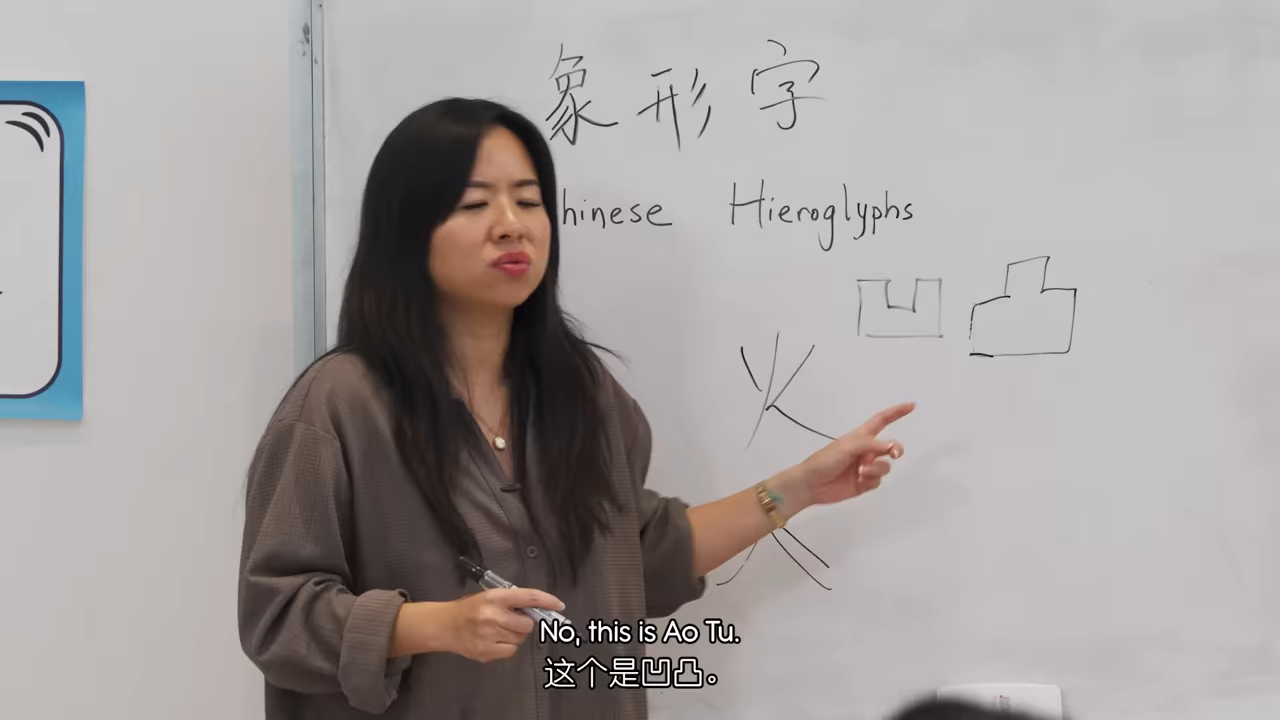 象形字
hinese Hieroglyphs
凹凸
火
No, this is Ao Tu.
这个是凹凸。